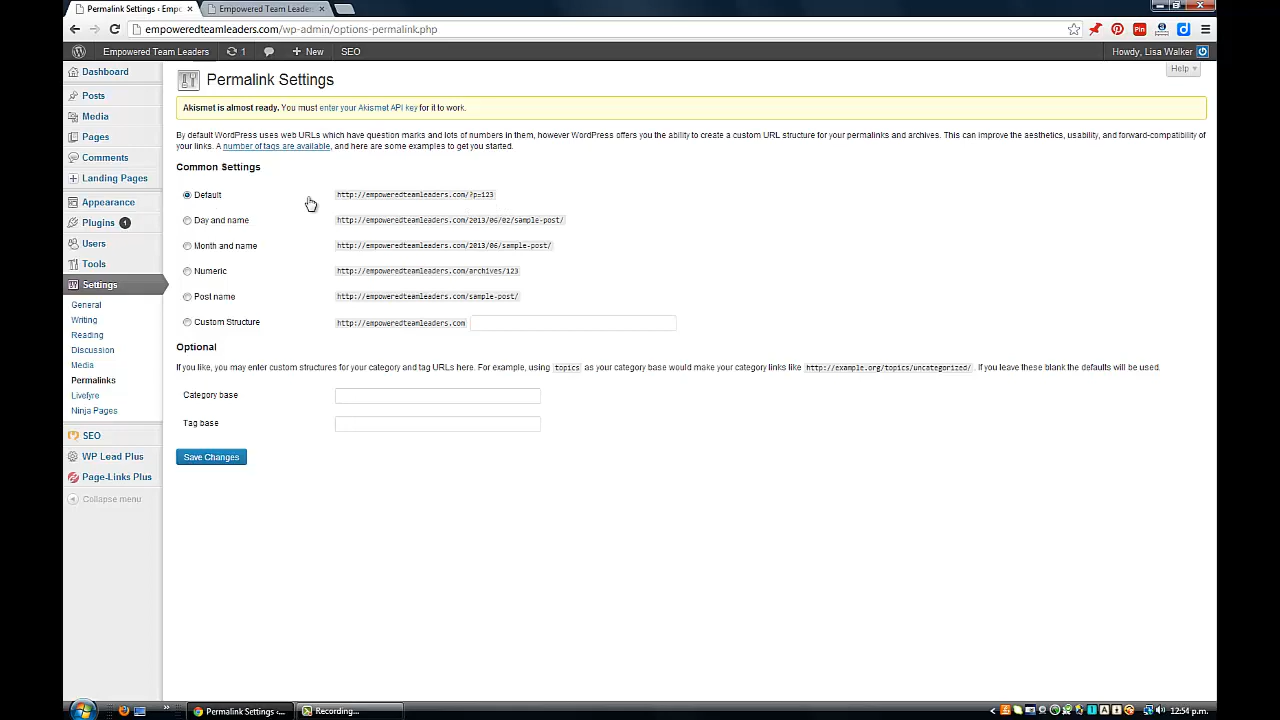 Permalink Settings ‹ Empo
Empowered Team Leaders
empoweredteamleaders.com/wp-admin/options-permalink.php
Empowered Team Leaders 1 + New SEO
Howdy, Lisa Walker
Dashboard
Posts
Media
Pages
Comments
Landing Pages
Appearance
Plugins 1
Users
Tools
Settings
General
Writing
Reading
Discussion
Media
Permalinks
Livefyre
Ninja Pages
SEO
WP Lead Plus
Page-Links Plus
Collapse menu
Help
Permalink Settings
Akismet is almost ready. You must enter your Akismet API key for it to work.
By default WordPress uses web URLs which have question marks and lots of numbers in them, however WordPress offers you the ability to create a custom URL structure for your permalinks and archives. This can improve the aesthetics, usability, and forward-compatibility of
your links. A number of tags are available, and here are some examples to get you started.
Common Settings
Default http://empoweredteamleaders.com/?p=123
Day and name http://empoweredteamleaders.com/2013/06/02/sample-post/
Month and name http://empoweredteamleaders.com/2013/06/sample-post/
Numeric http://empoweredteamleaders.com/archives/123
Post name http://empoweredteamleaders.com/sample-post/
Custom Structure http://empoweredteamleaders.com
Optional
If you like, you may enter custom structures for your category and tag URLs here. For example, using topics as your category base would make your category links like http://example.org/topics/uncategorized/ . If you leave these blank the defaults will be used.
Category base
Tag base
Save Changes
Permalink Settings ‹...
Recording...
12:54 p.m.